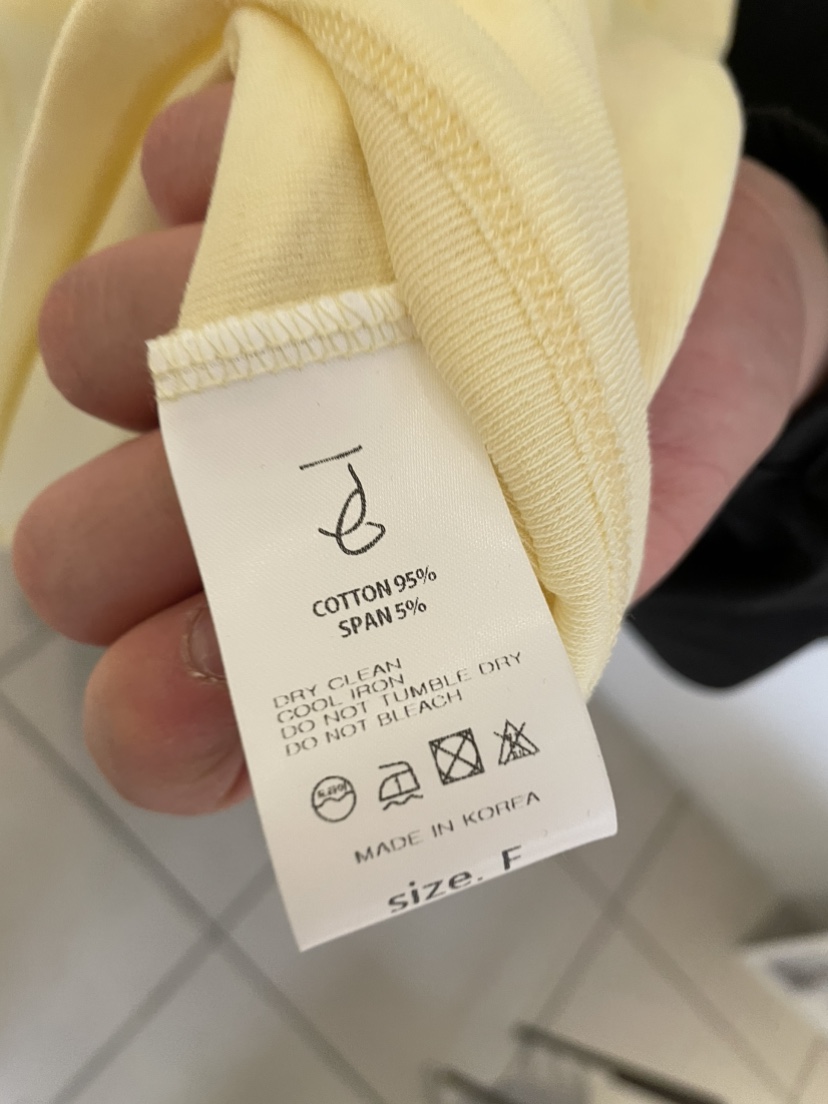 COTTON 95%
SPAN 5%
DRY CLEAN
COOL IRON
DO NOT TUMBLE DRY
DO NOT BLEACH
MADE IN KOREA
size. F